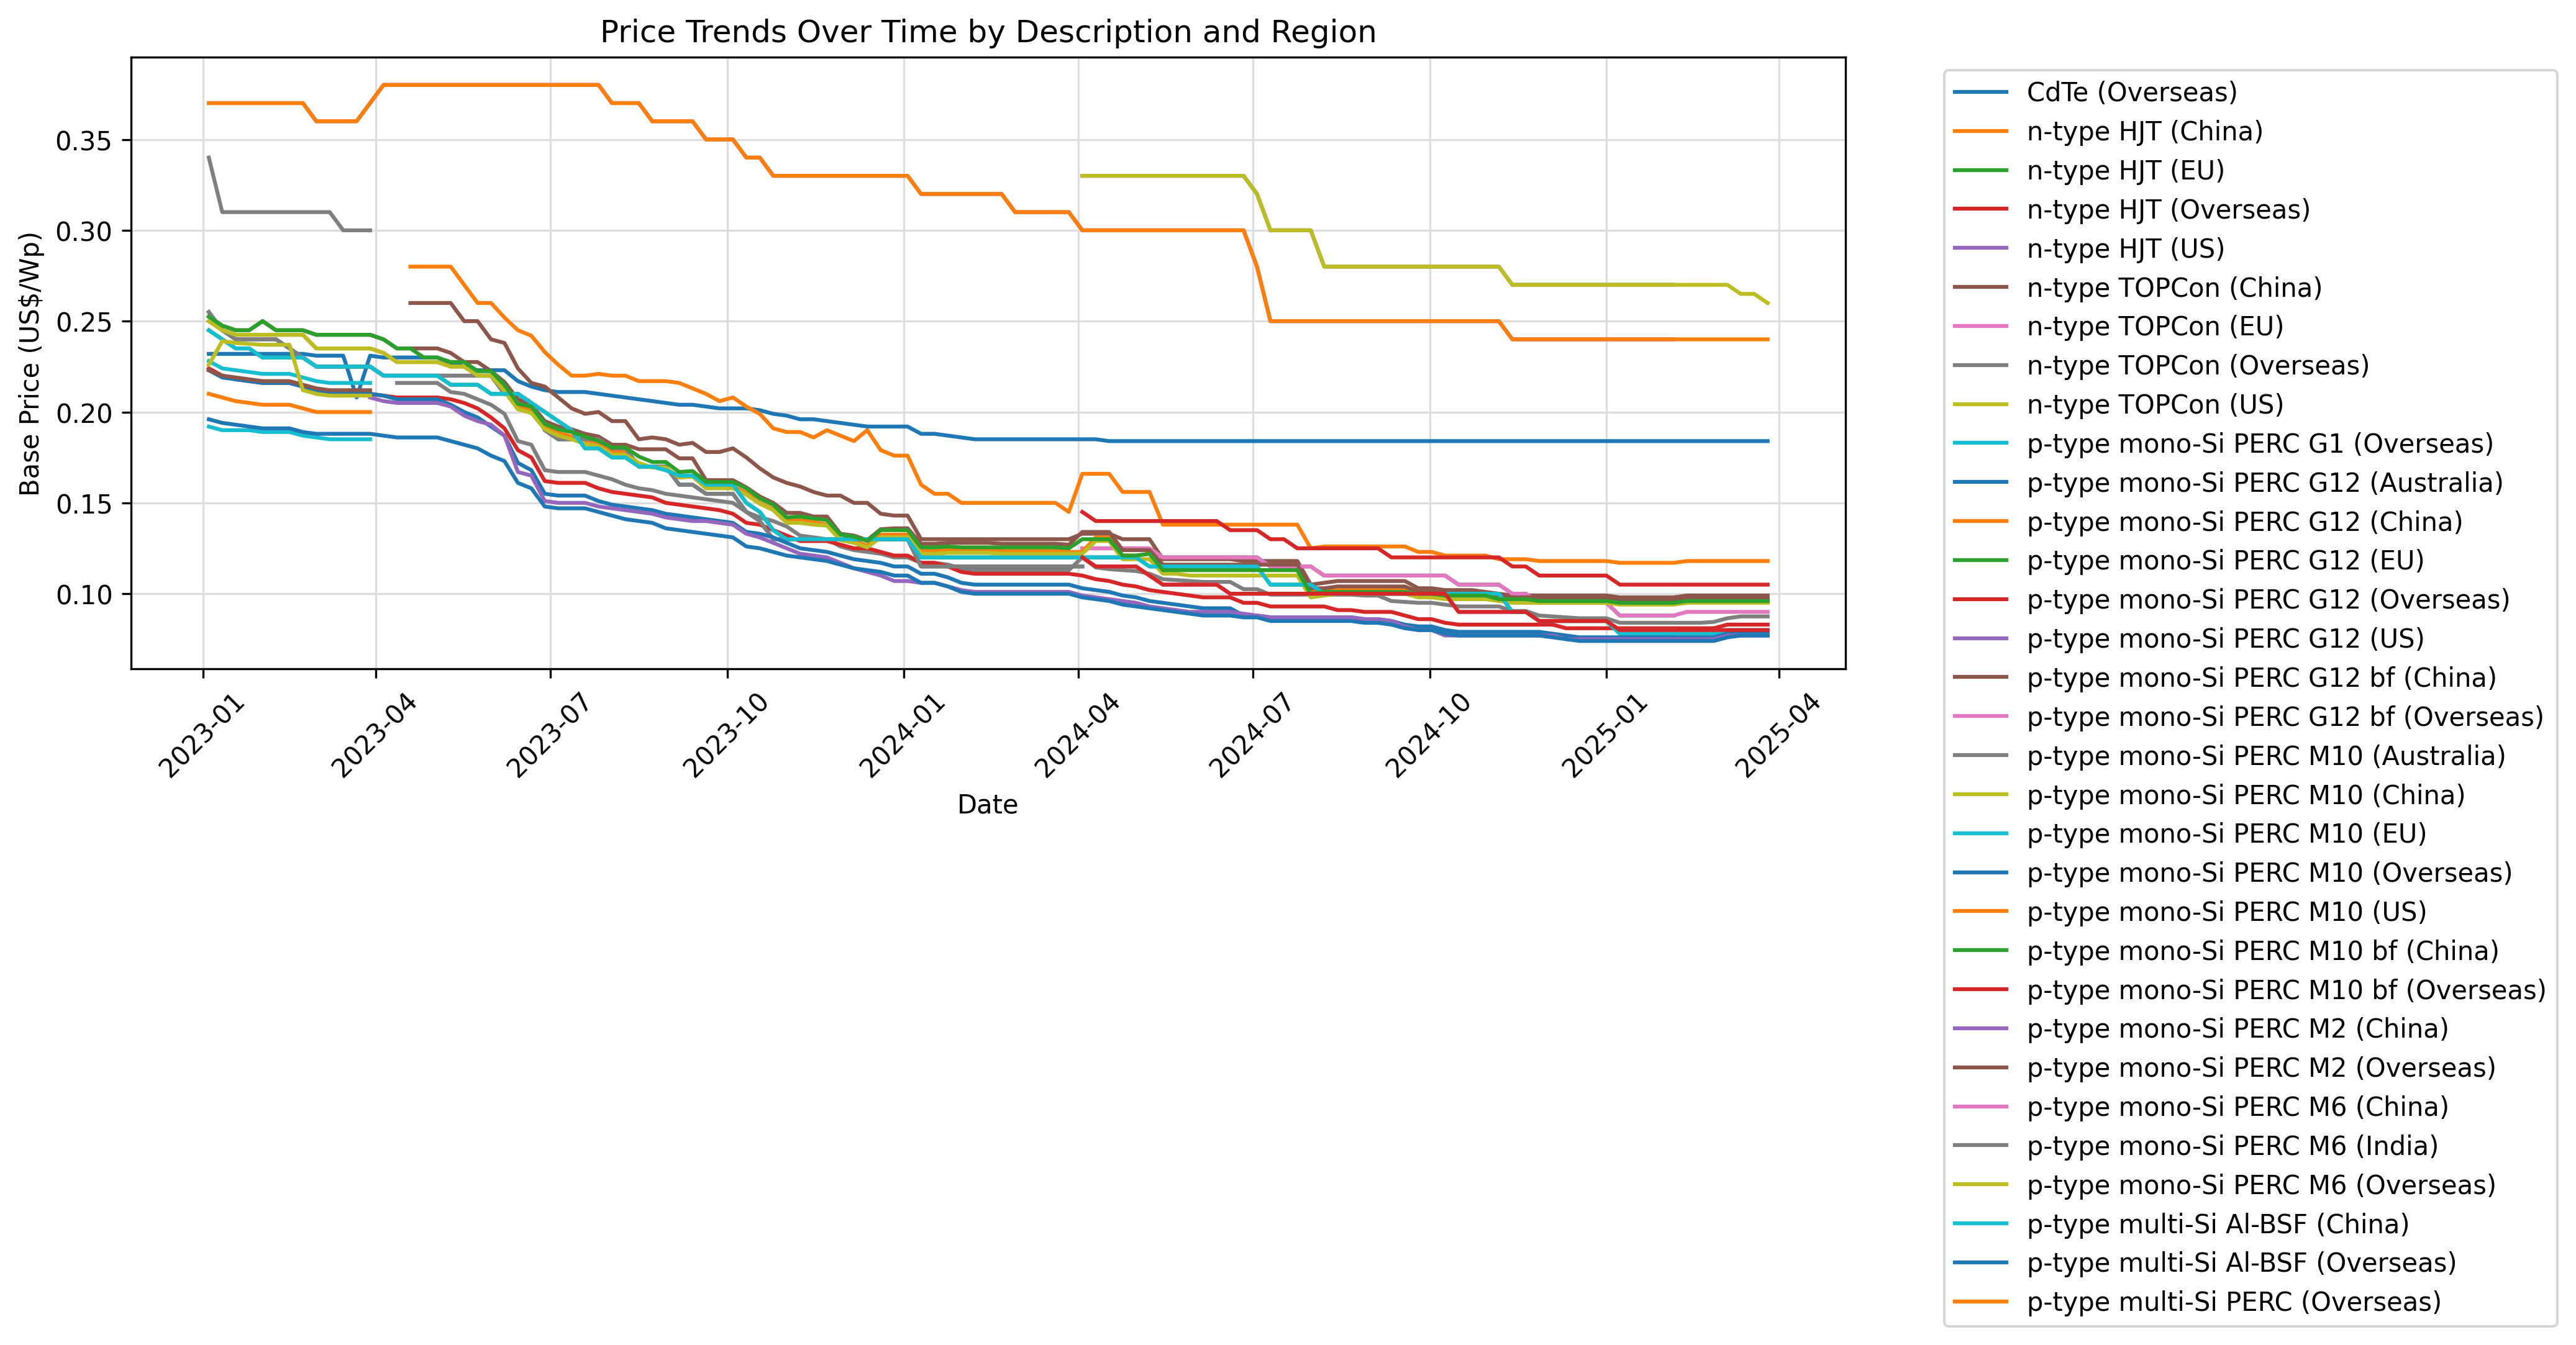 Price Trends Over Time by Description and Region
Base Price (US$/Wp)
0.35
0.30
0.25
0.20
0.15
0.10
2023-01
2023-04
2023-07
2023-10
2024-01
2024-04
2024-07
2024-10
2025-01
2025-04
Date
CdTe (Overseas)
n-type HJT (China)
n-type HJT (EU)
n-type HJT (Overseas)
n-type HJT (US)
n-type TOPCon (China)
n-type TOPCon (EU)
n-type TOPCon (Overseas)
n-type TOPCon (US)
p-type mono-Si PERC G1 (Overseas)
p-type mono-Si PERC G12 (Australia)
p-type mono-Si PERC G12 (China)
p-type mono-Si PERC G12 (EU)
p-type mono-Si PERC G12 (Overseas)
p-type mono-Si PERC G12 (US)
p-type mono-Si PERC G12 bf (China)
p-type mono-Si PERC G12 bf (Overseas)
p-type mono-Si PERC M10 (Australia)
p-type mono-Si PERC M10 (China)
p-type mono-Si PERC M10 (EU)
p-type mono-Si PERC M10 (Overseas)
p-type mono-Si PERC M10 (US)
p-type mono-Si PERC M10 bf (China)
p-type mono-Si PERC M10 bf (Overseas)
p-type mono-Si PERC M2 (China)
p-type mono-Si PERC M2 (Overseas)
p-type mono-Si PERC M6 (China)
p-type mono-Si PERC M6 (India)
p-type mono-Si PERC M6 (Overseas)
p-type multi-Si Al-BSF (China)
p-type multi-Si Al-BSF (Overseas)
p-type multi-Si PERC (Overseas)